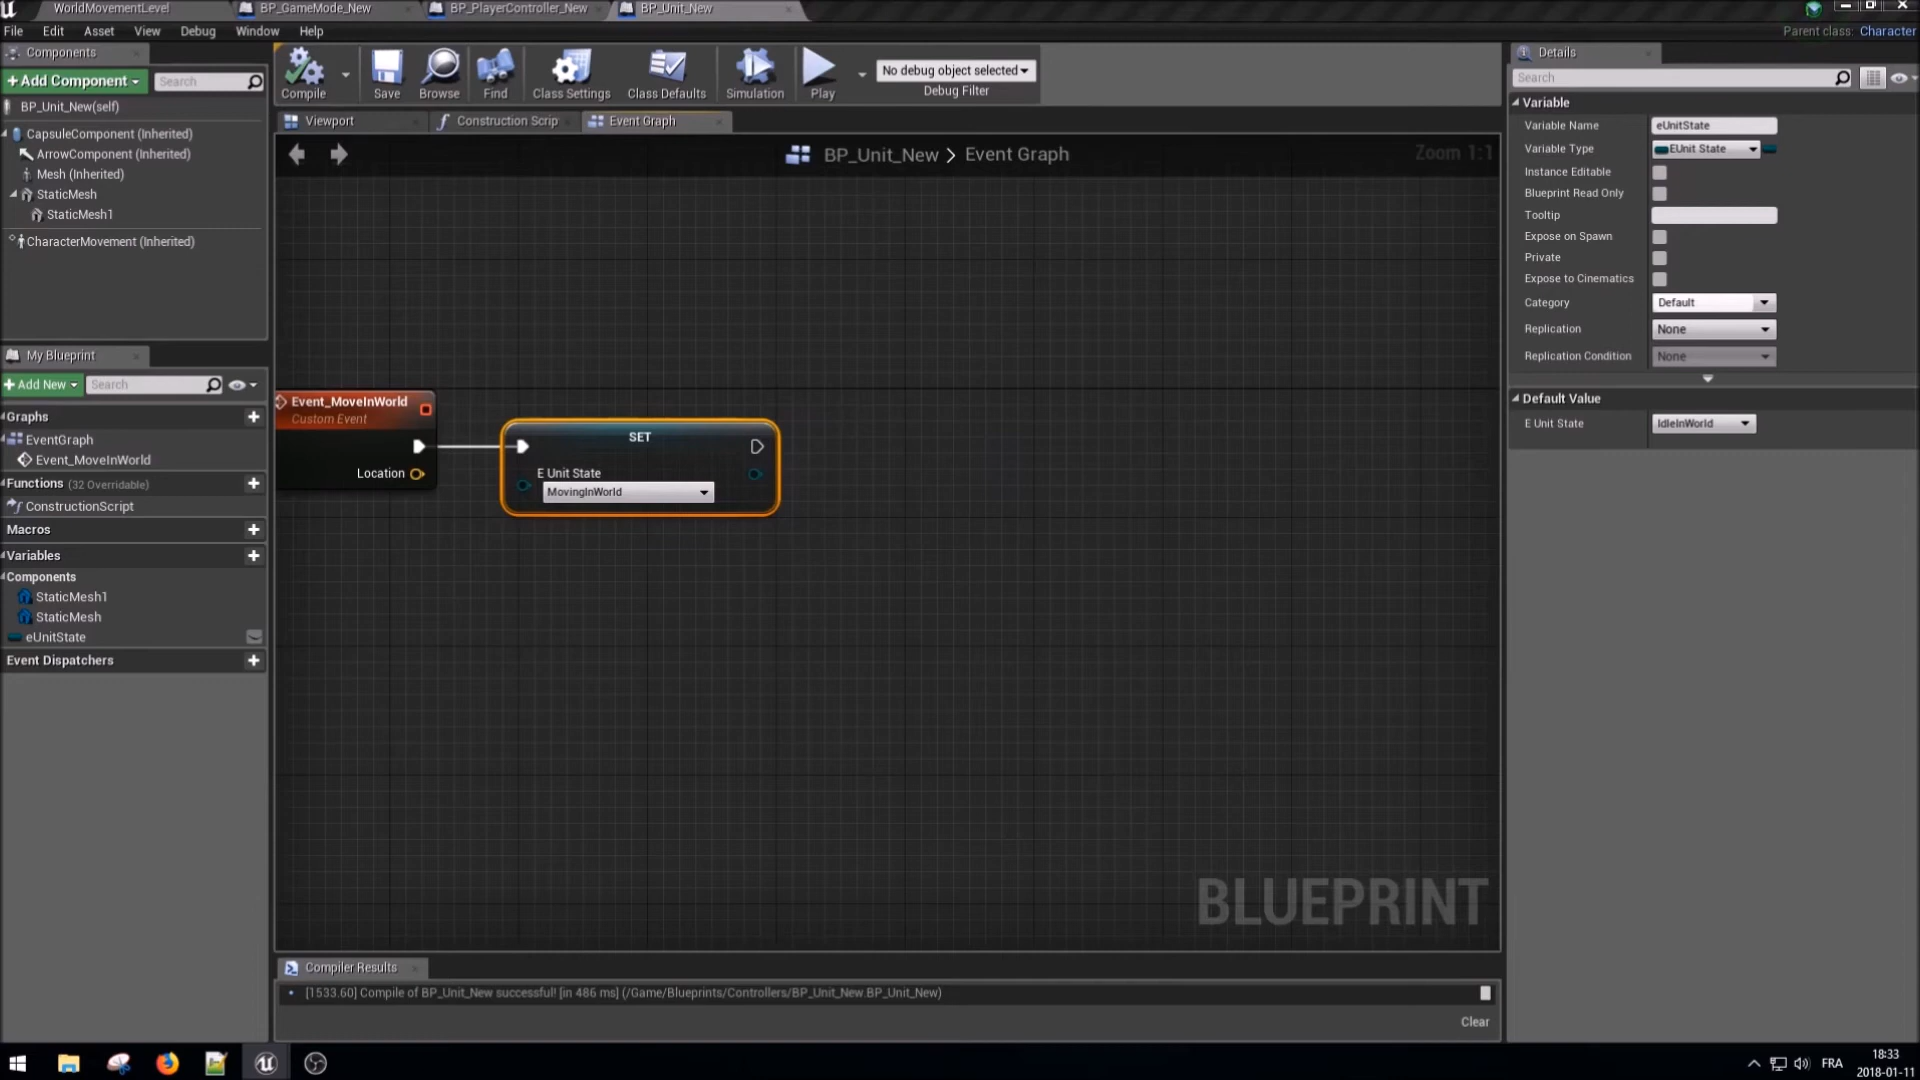 WorldMovementLevel
BP_GameMode_New
BP_PlayerController_New
BP_Unit_New
File Edit Asset View Debug Window Help
Parent class: Character
Components
+Add Component
Search
BP_Unit_New(self)
CapsuleComponent (Inherited)
ArrowComponent (Inherited)
Mesh (Inherited)
StaticMesh
StaticMesh1
CharacterMovement (Inherited)
My Blueprint
+Add New
Search
Graphs
EventGraph
Event_MoveInWorld
Functions (32 Overridable)
ConstructionScript
Macros
Variables
Components
StaticMesh1
StaticMesh
eUnitState
Event Dispatchers
Compile
Save
Browse
Find
Class Settings
Class Defaults
Simulation
Play
No debug object selected
Debug Filter
Viewport
Construction Scrip
Event Graph
BP_Unit_New > Event Graph
Zoom 1:1
Event_MoveInWorld
Custom Event
Location
SET
E Unit State
MovingInWorld
BLUEPRINT
Compiler Results
[1533.60] Compile of BP_Unit_New successful! [in 486 ms] (/Game/Blueprints/Controllers/BP_Unit_New.BP_Unit_New)
Clear
Details
Search
Variable
Variable Name eUnitState
Variable Type EUnit State
Instance Editable
Blueprint Read Only
Tooltip
Expose on Spawn
Private
Expose to Cinematics
Category Default
Replication None
Replication Condition None
Default Value
E Unit State IdleInWorld
FRA
18:33
2018-01-11